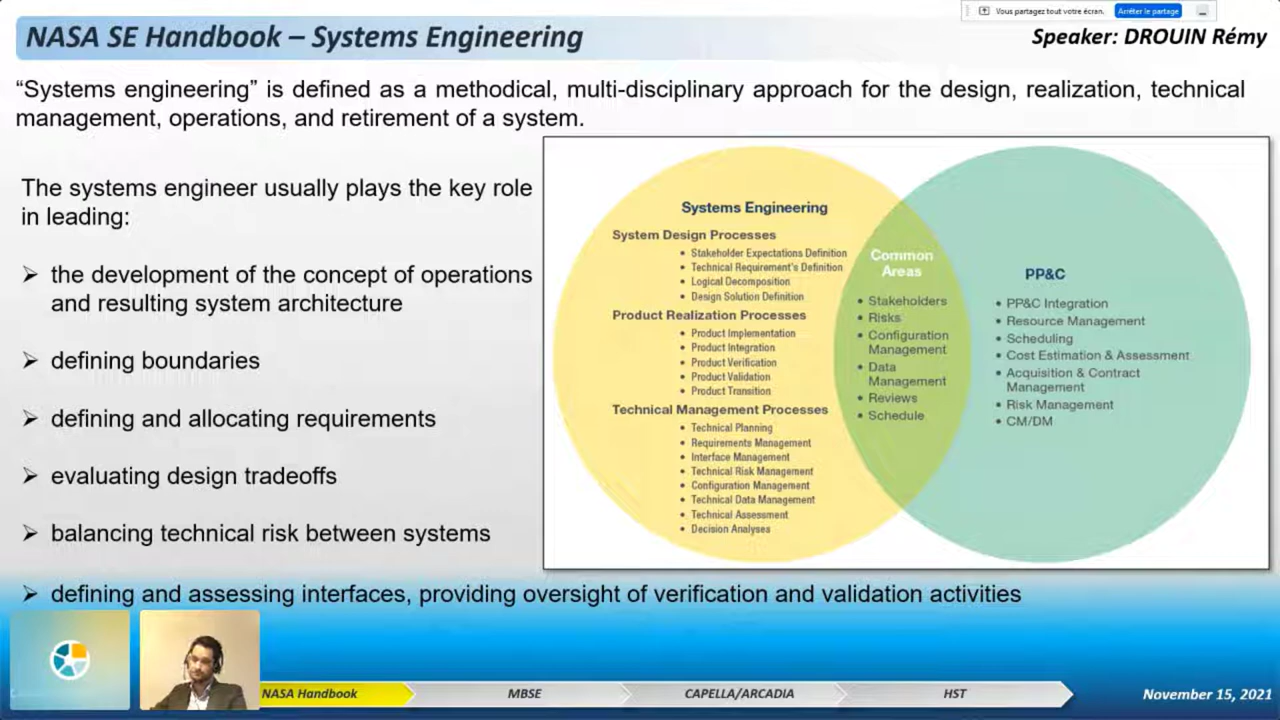 Vous partagez tout votre écran.
Arrêter le partage
NASA SE Handbook – Systems Engineering
Speaker: DROUIN Rémy
“Systems engineering” is defined as a methodical, multi-disciplinary approach for the design, realization, technical
management, operations, and retirement of a system.
The systems engineer usually plays the key role
in leading:
➢ the development of the concept of operations
and resulting system architecture
➢ defining boundaries
➢ defining and allocating requirements
➢ evaluating design tradeoffs
➢ balancing technical risk between systems
➢ defining and assessing interfaces, providing oversight of verification and validation activities
Systems Engineering
System Design Processes
• Stakeholder Expectations Definition
• Technical Requirement's Definition
• Logical Decomposition
• Design Solution Definition
Product Realization Processes
• Product Implementation
• Product Integration
• Product Verification
• Product Validation
• Product Transition
Technical Management Processes
• Technical Planning
• Requirements Management
• Interface Management
• Technical Risk Management
• Configuration Management
• Technical Data Management
• Technical Assessment
• Decision Analyses
Common
Areas
• Stakeholders
• Risks
• Configuration
Management
• Data
Management
• Reviews
• Schedule
PP&C
• PP&C Integration
• Resource Management
• Scheduling
• Cost Estimation & Assessment
• Acquisition & Contract
Management
• Risk Management
• CM/DM
NASA Handbook
MBSE
CAPELLA/ARCADIA
HST
November 15, 2021